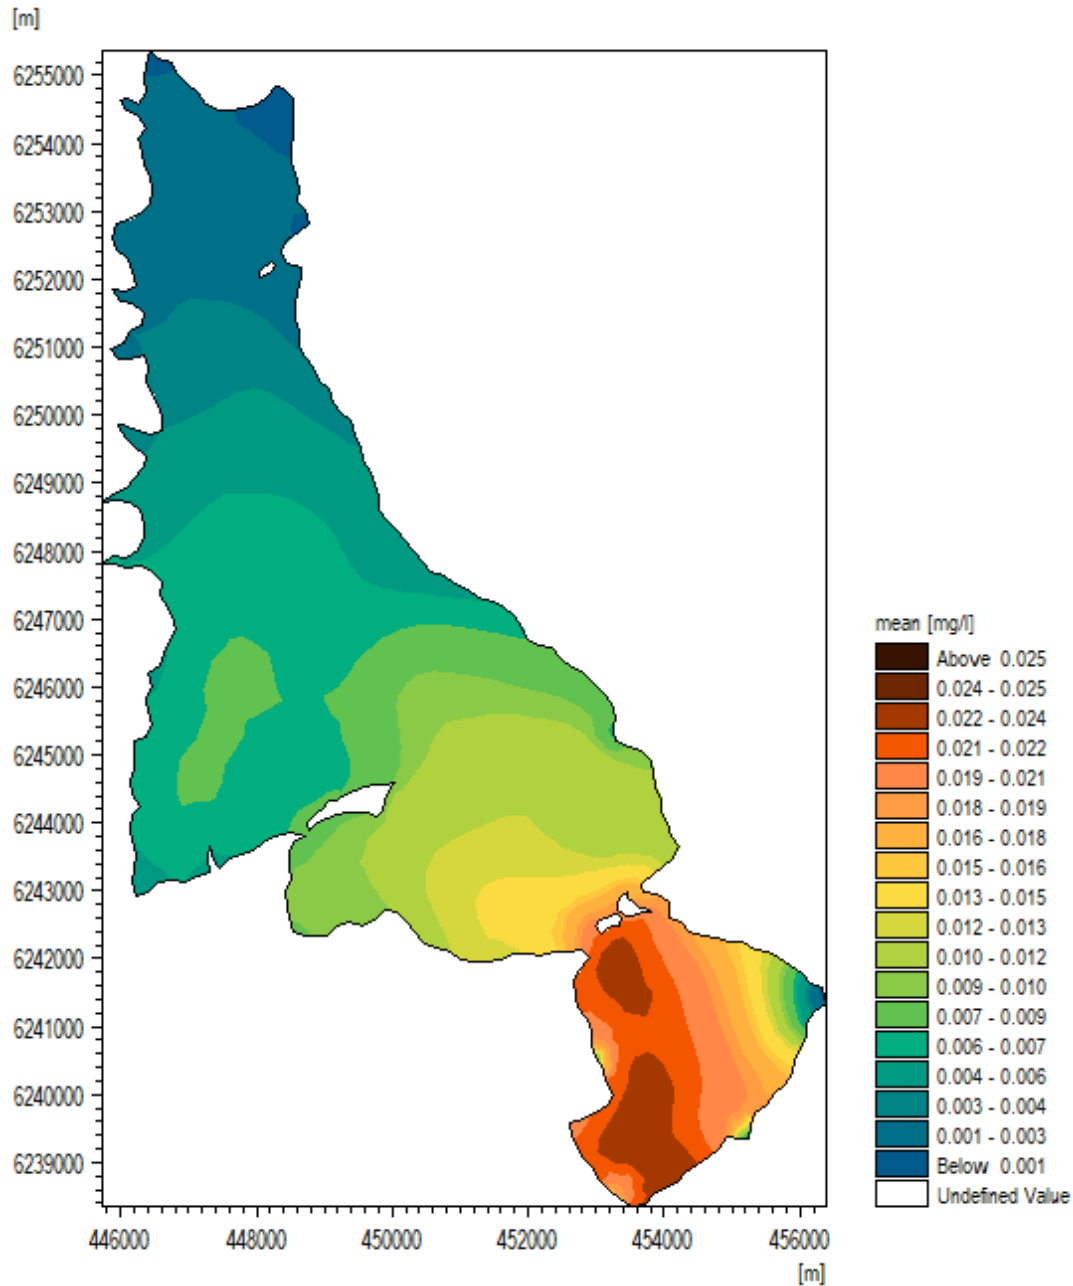 [m]
6255000
6254000
6253000
6252000
6251000
6250000
6249000
6248000
6247000
6246000
6245000
6244000
6243000
6242000
6241000
6240000
6239000
446000 448000 450000 452000 454000 456000
[m]
mean [mg/l]
Above 0.025
0.024 - 0.025
0.022 - 0.024
0.021 - 0.022
0.019 - 0.021
0.018 - 0.019
0.016 - 0.018
0.015 - 0.016
0.013 - 0.015
0.012 - 0.013
0.010 - 0.012
0.009 - 0.010
0.007 - 0.009
0.006 - 0.007
0.004 - 0.006
0.003 - 0.004
0.001 - 0.003
Below 0.001
Undefined Value